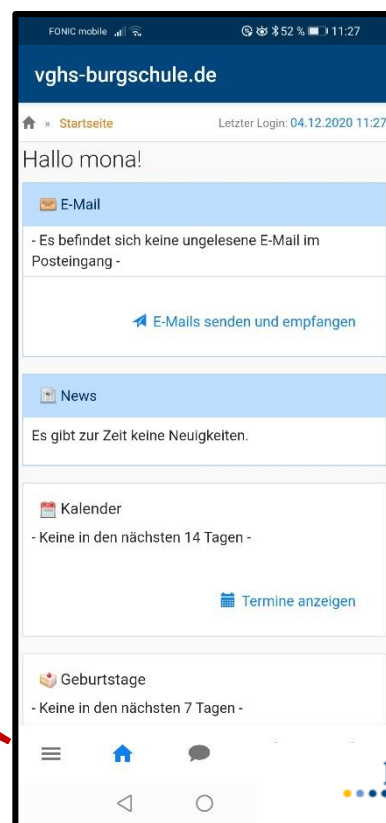 FONIC mobile 52 % 11:27
vghs-burgschule.de
» Startseite Letzter Login: 04.12.2020 11:27
Hallo mona!
E-Mail
- Es befindet sich keine ungelesene E-Mail im
Posteingang -
E-Mails senden und empfangen
News
Es gibt zur Zeit keine Neuigkeiten.
Kalender
- Keine in den nächsten 14 Tagen -
Termine anzeigen
Geburtstage
- Keine in den nächsten 7 Tagen -